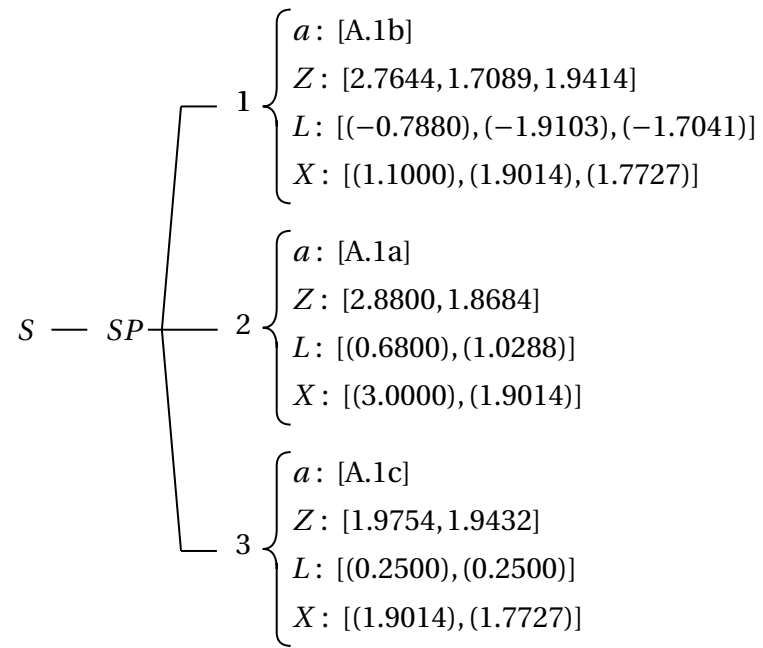 1
a : [A.1b]
Z : [2.7644, 1.7089, 1.9414]
L : [(−0.7880), (−1.9103), (−1.7041)]
X : [(1.1000), (1.9014), (1.7727)]
S SP 2
a : [A.1a]
Z : [2.8800, 1.8684]
L : [(0.6800), (1.0288)]
X : [(3.0000), (1.9014)]
3
a : [A.1c]
Z : [1.9754, 1.9432]
L : [(0.2500), (0.2500)]
X : [(1.9014), (1.7727)]